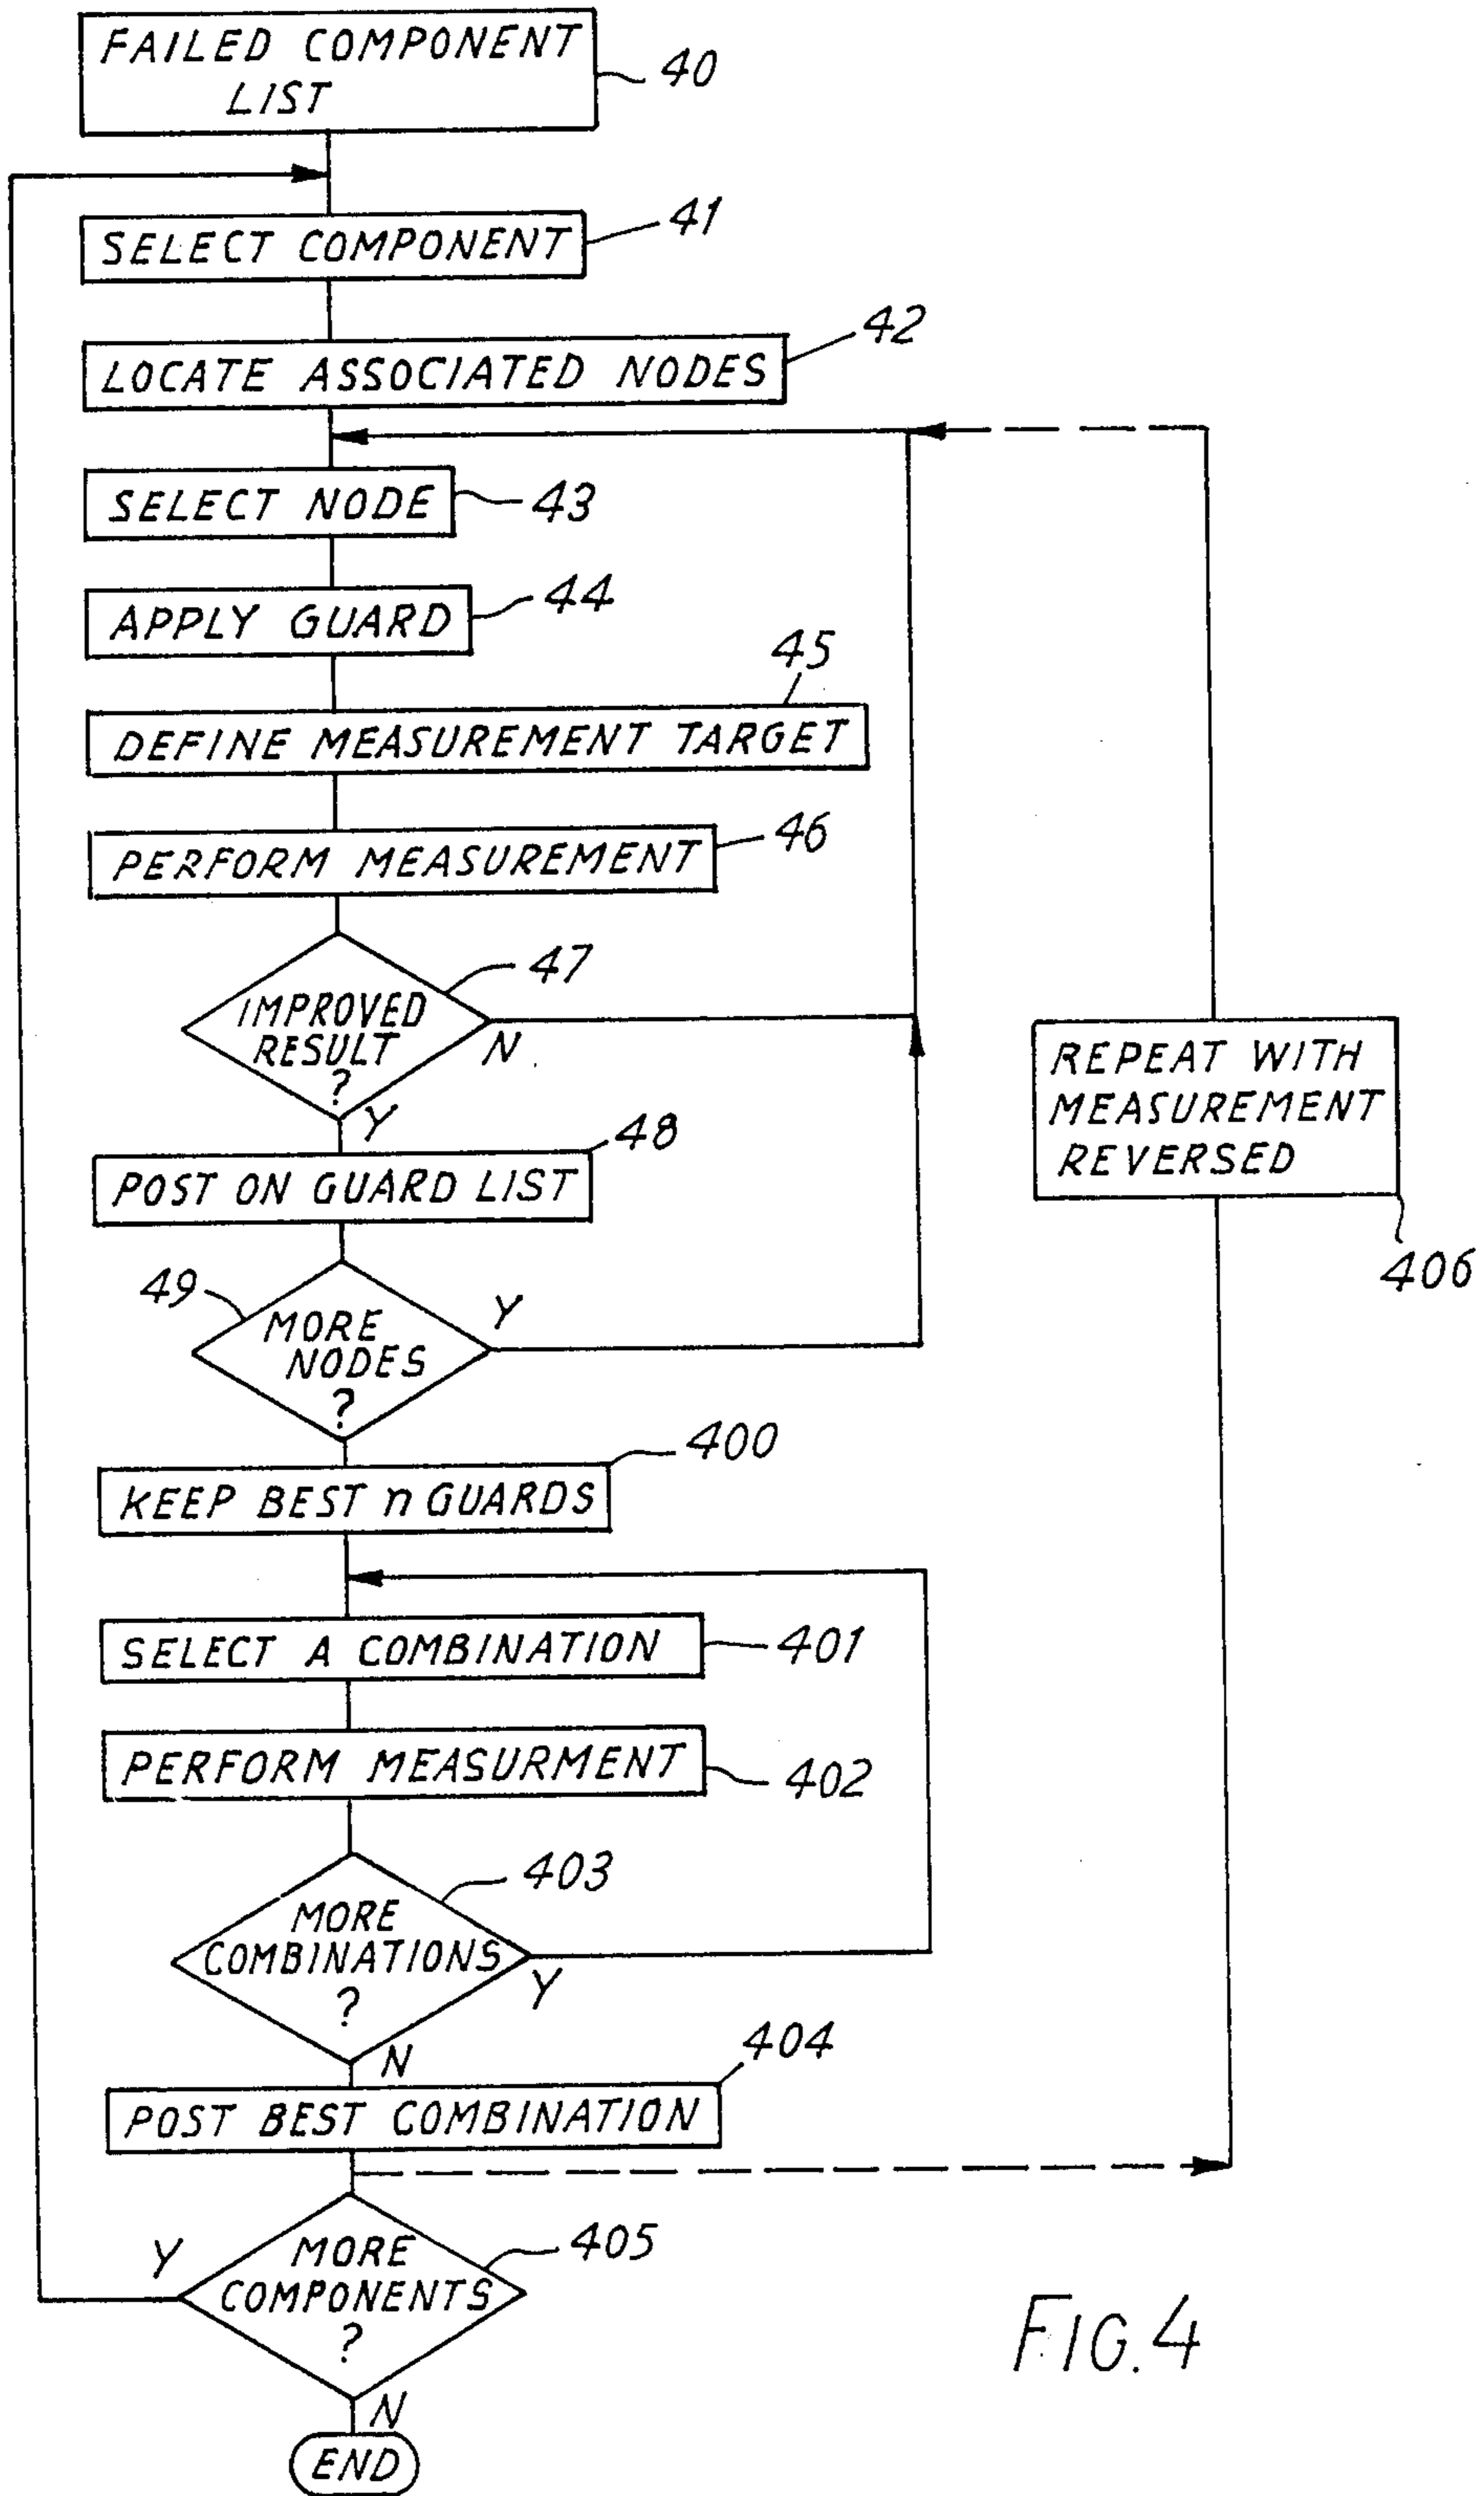 FAILED COMPONENT
LIST
40
SELECT COMPONENT
41
LOCATE ASSOCIATED NODES
42
SELECT NODE
43
APPLY GUARD
44
DEFINE MEASUREMENT TARGET
45
PERFORM MEASUREMENT
46
IMPROVED
RESULT
?
47
N
Y
POST ON GUARD LIST
48
REPEAT WITH
MEASUREMENT
REVERSED
406
MORE
NODES
?
49
Y
KEEP BEST n GUARDS
400
SELECT A COMBINATION
401
PERFORM MEASURMENT
402
MORE
COMBINATIONS
?
403
Y
N
POST BEST COMBINATION
404
MORE
COMPONENTS
?
405
Y
N
END
FIG. 4